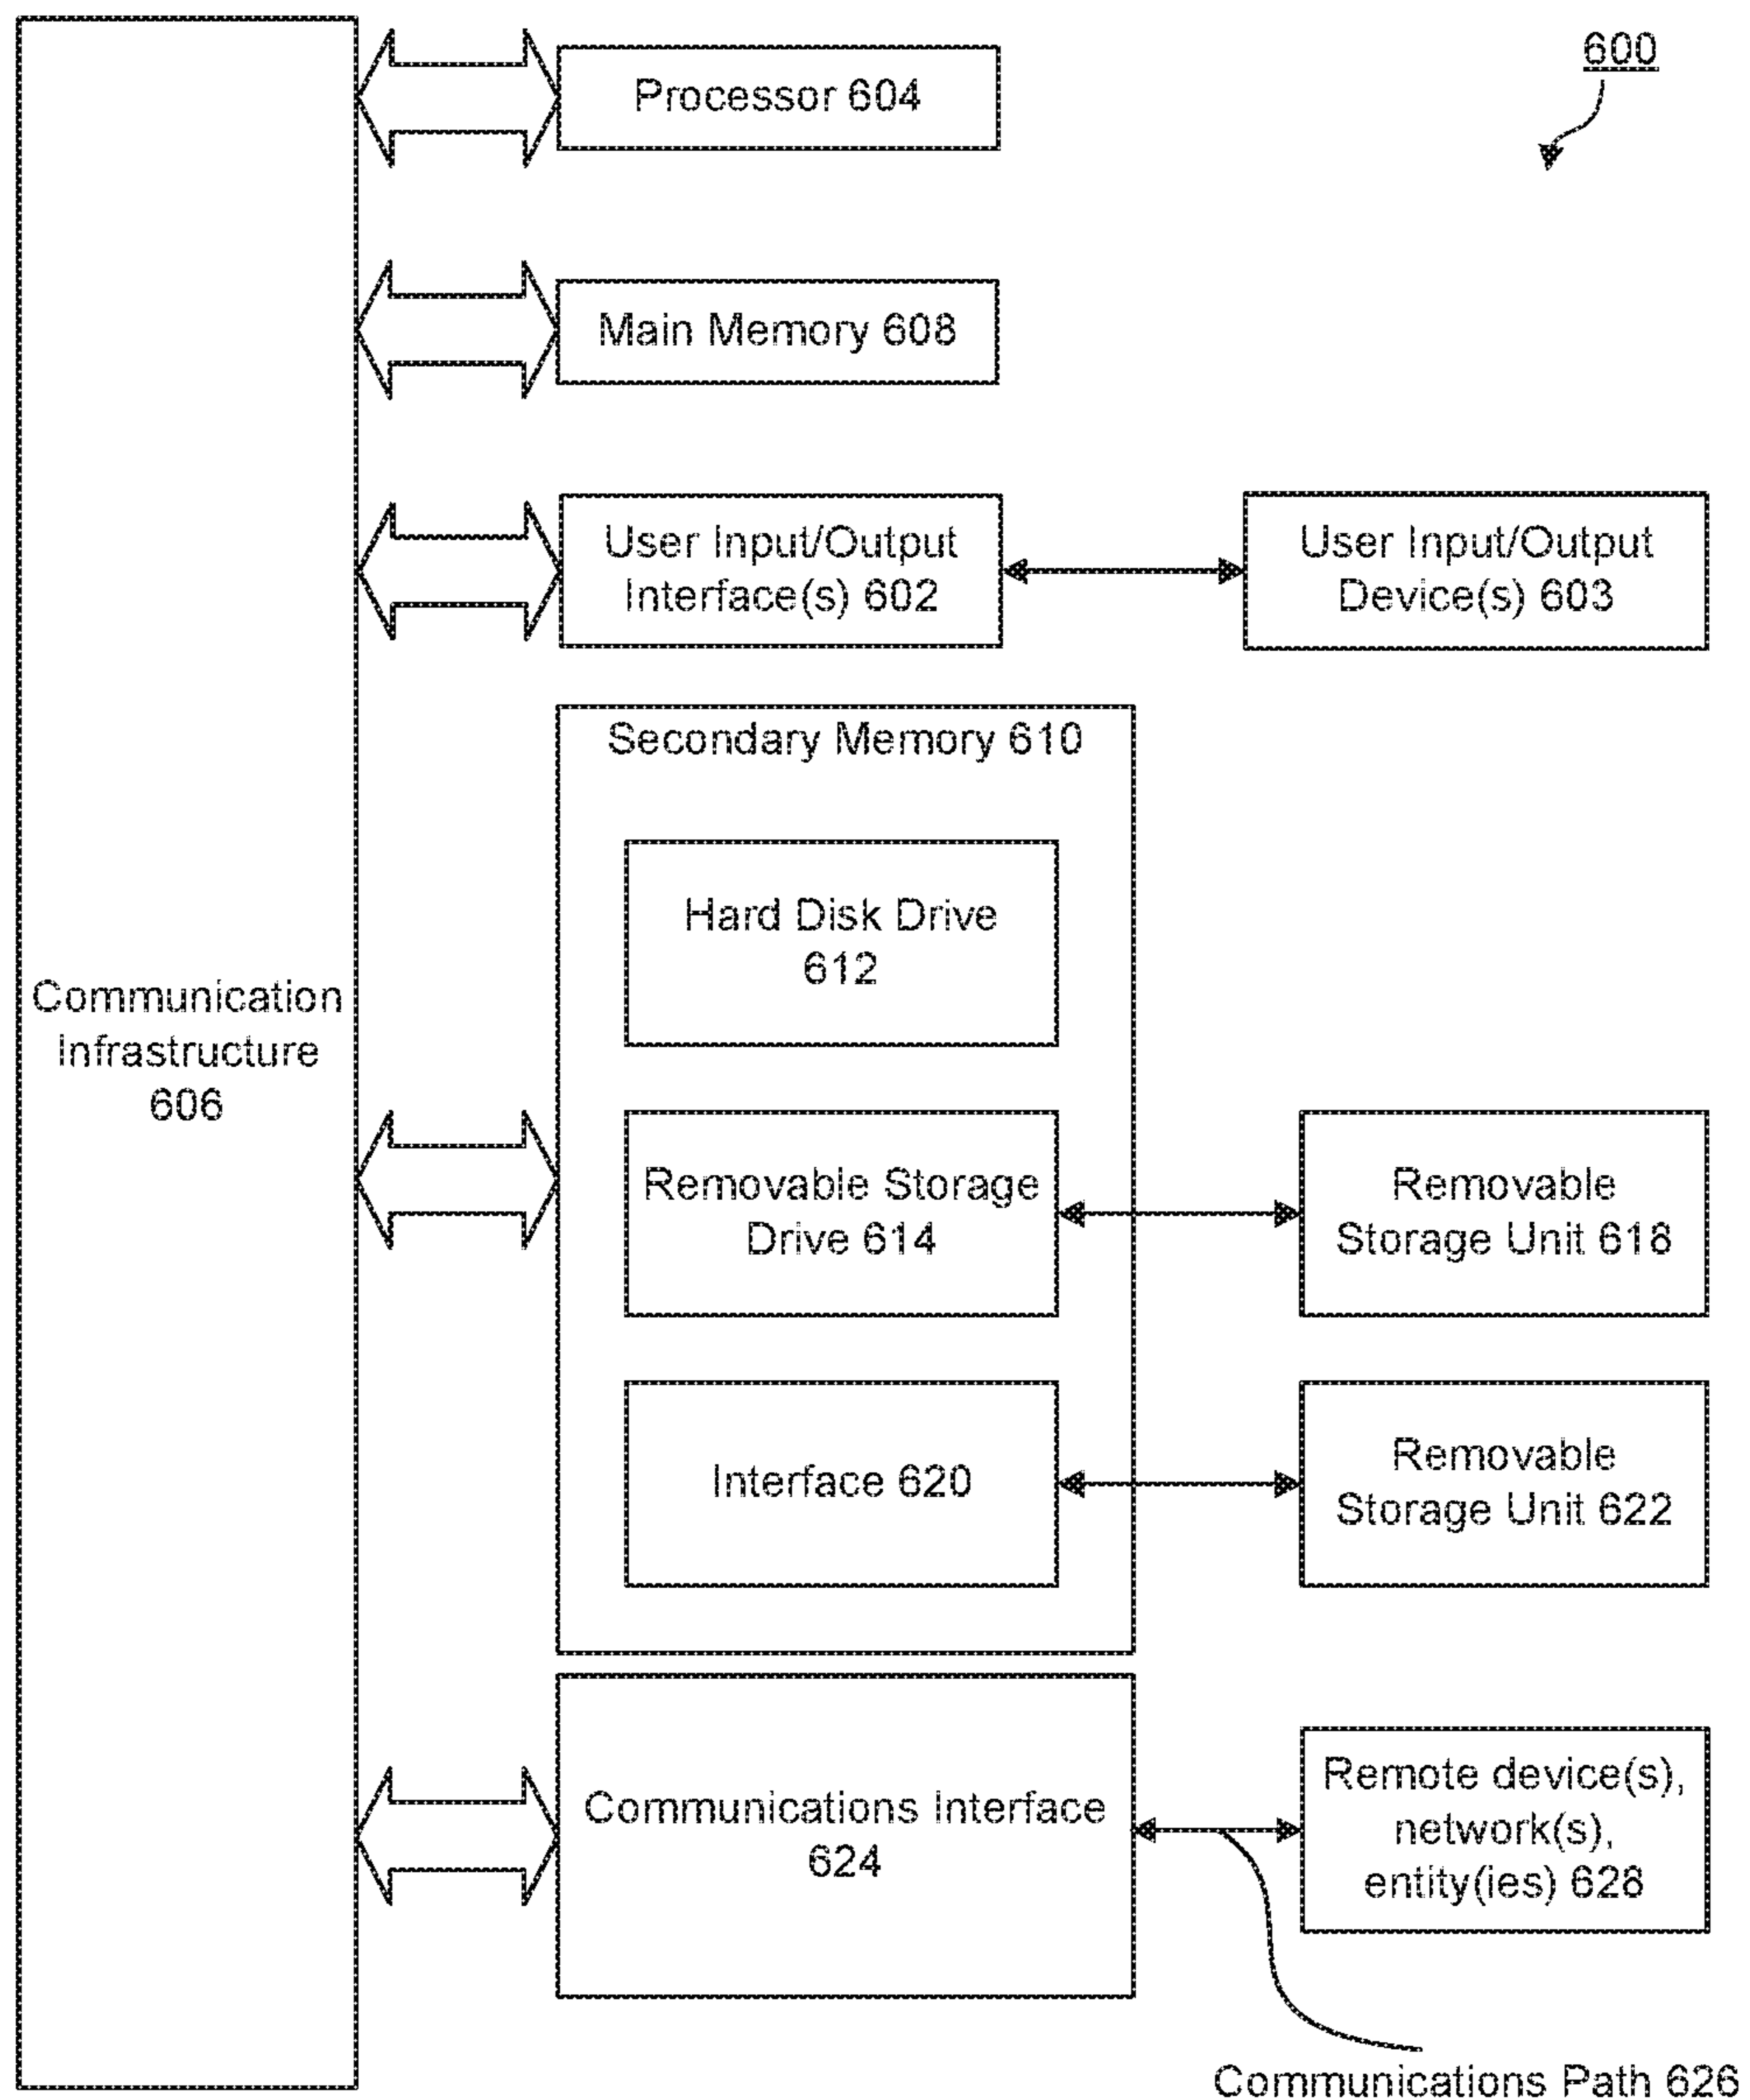 600
Processor 604
Main Memory 608
User Input/Output
Interface(s) 602
User Input/Output
Device(s) 603
Secondary Memory 610
Hard Disk Drive
612
Communication
Infrastructure
606
Removable Storage
Drive 614
Removable
Storage Unit 618
Interface 620
Removable
Storage Unit 622
Communications Interface
624
Remote device(s),
network(s),
entity(ies) 628
Communications Path 626